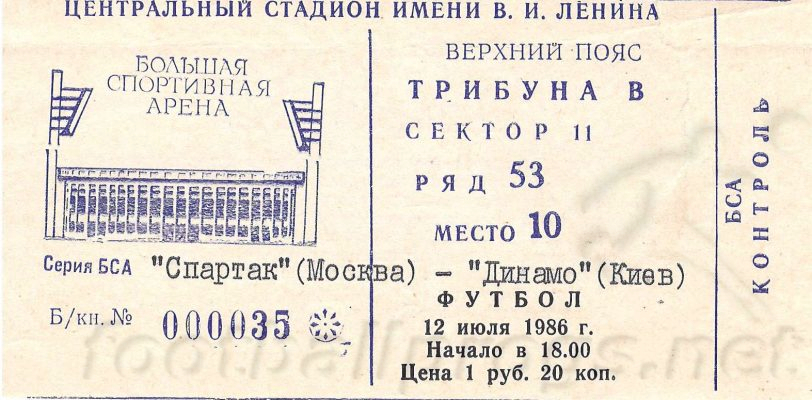 ЦЕНТРАЛЬНЫЙ СТАДИОН ИМЕНИ В. И. ЛЕНИНА
БОЛЬШАЯ
СПОРТИВНАЯ
АРЕНА
ВЕРХНИЙ ПОЯС
ТРИБУНА В
СЕКТОР 11
РЯД 53
МЕСТО 10
Серия БСА
"Спартак"(Москва) - "Динамо"(Киев)
ФУТБОЛ
Б/кн. № 000035
12 июля 1986 г.
Начало в 18.00
Цена 1 руб. 20 коп.
БСА
КОНТРОЛЬ